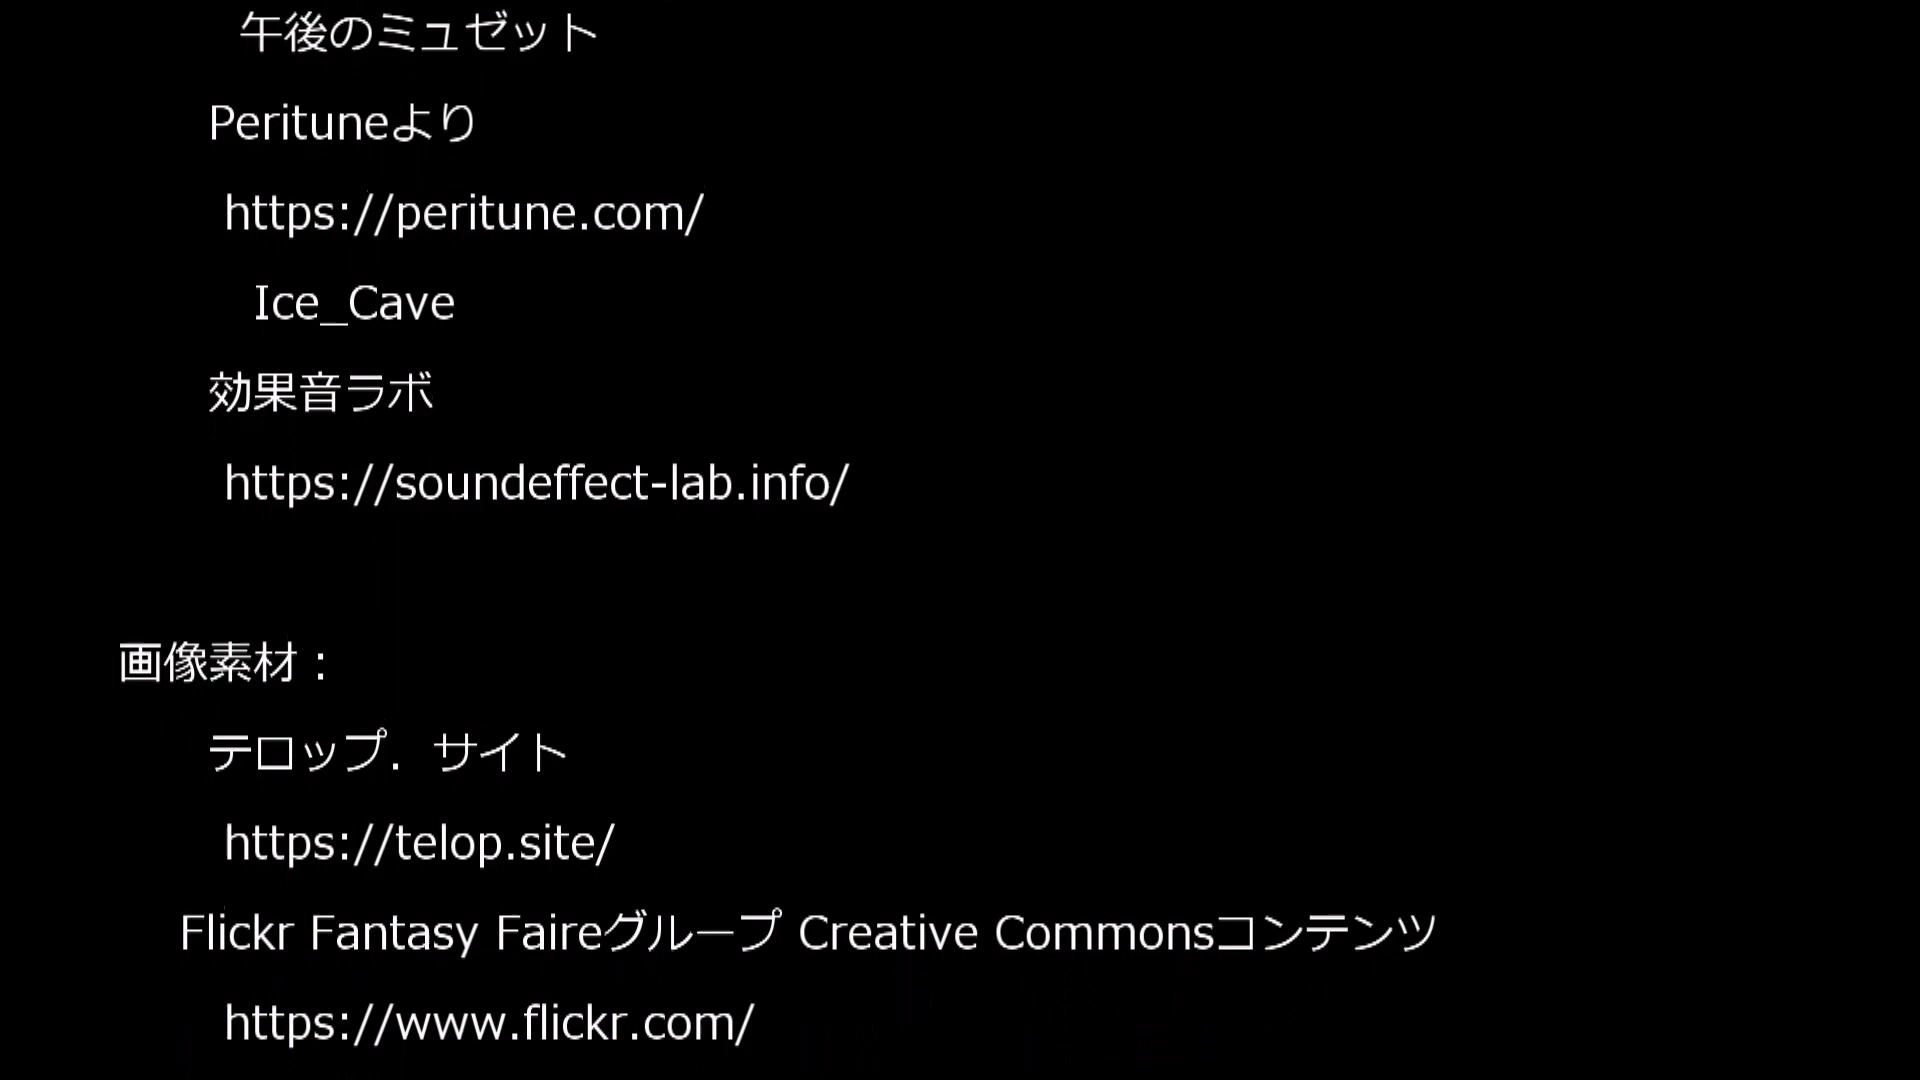 午後のミュゼット
Perituneより
https://peritune.com/
Ice_Cave
効果音ラボ
https://soundeffect-lab.info/
画像素材：
テロップ．サイト
https://telop.site/
Flickr Fantasy Faireグループ Creative Commonsコンテンツ
https://www.flickr.com/